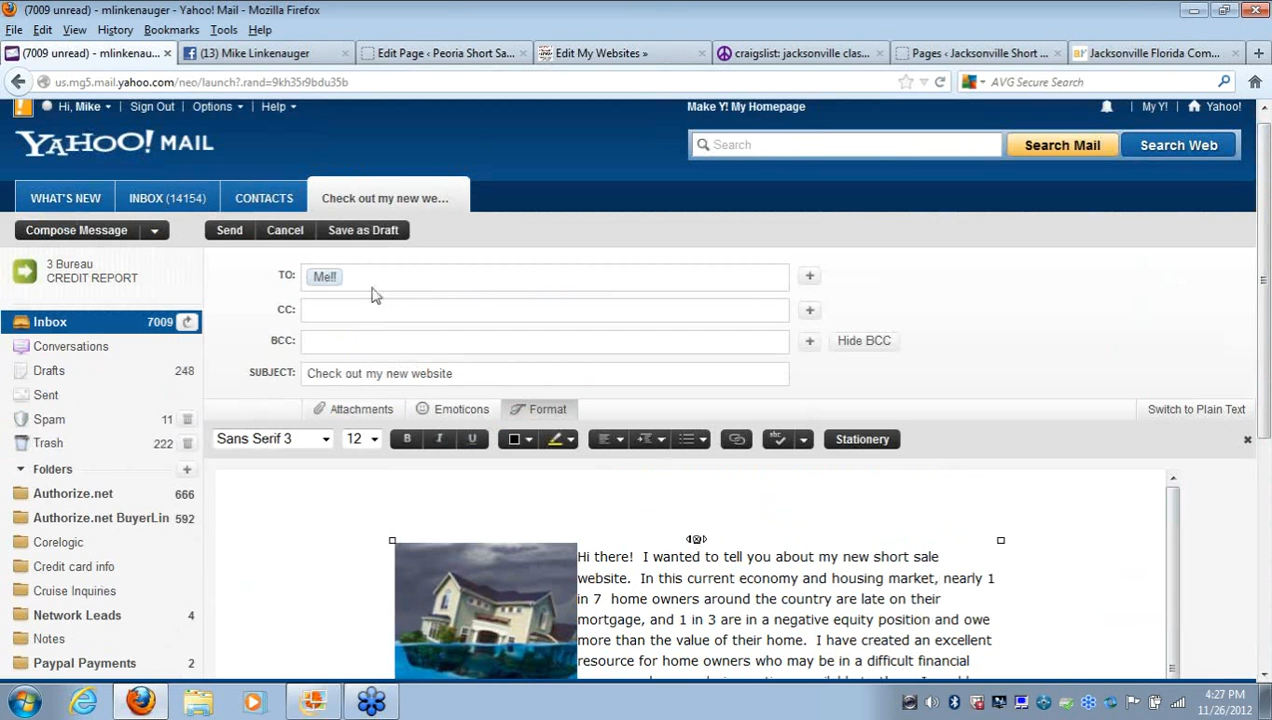 (7009 unread) - mlinkenauger - Yahoo! Mail - Mozilla Firefox
File Edit View History Bookmarks Tools Help
(7009 unread) - mlinkenau... × (13) Mike Linkenauger × Edit Page ‹ Peoria Short Sa... × Edit My Websites » × craigslist: jacksonville clas... × Pages ‹ Jacksonville Short ... × Jacksonville Florida Com... ×
us.mg5.mail.yahoo.com/neo/launch?.rand=9kh35r9bdu35b AVG Secure Search
Hi, Mike Sign Out Options Help Make Y! My Homepage My Y! Yahoo!
YAHOO! MAIL Search Search Mail Search Web
WHAT'S NEW INBOX (14154) CONTACTS Check out my new we...
Compose Message Send Cancel Save as Draft
3 Bureau
CREDIT REPORT
TO: Me!!
CC:
BCC: Hide BCC
SUBJECT: Check out my new website
Attachments Emoticons Format Switch to Plain Text
Sans Serif 3 12 B I U abc Stationery
Inbox 7009
Conversations
Drafts 248
Sent
Spam 11
Trash 222
Folders
Authorize.net 666
Authorize.net BuyerLin 592
Corelogic
Credit card info
Cruise Inquiries
Network Leads 4
Notes
Paypal Payments 2
Hi there! I wanted to tell you about my new short sale
website. In this current economy and housing market, nearly 1
in 7 home owners around the country are late on their
mortgage, and 1 in 3 are in a negative equity position and owe
more than the value of their home. I have created an excellent
resource for home owners who may be in a difficult financial
4:27 PM
11/26/2012